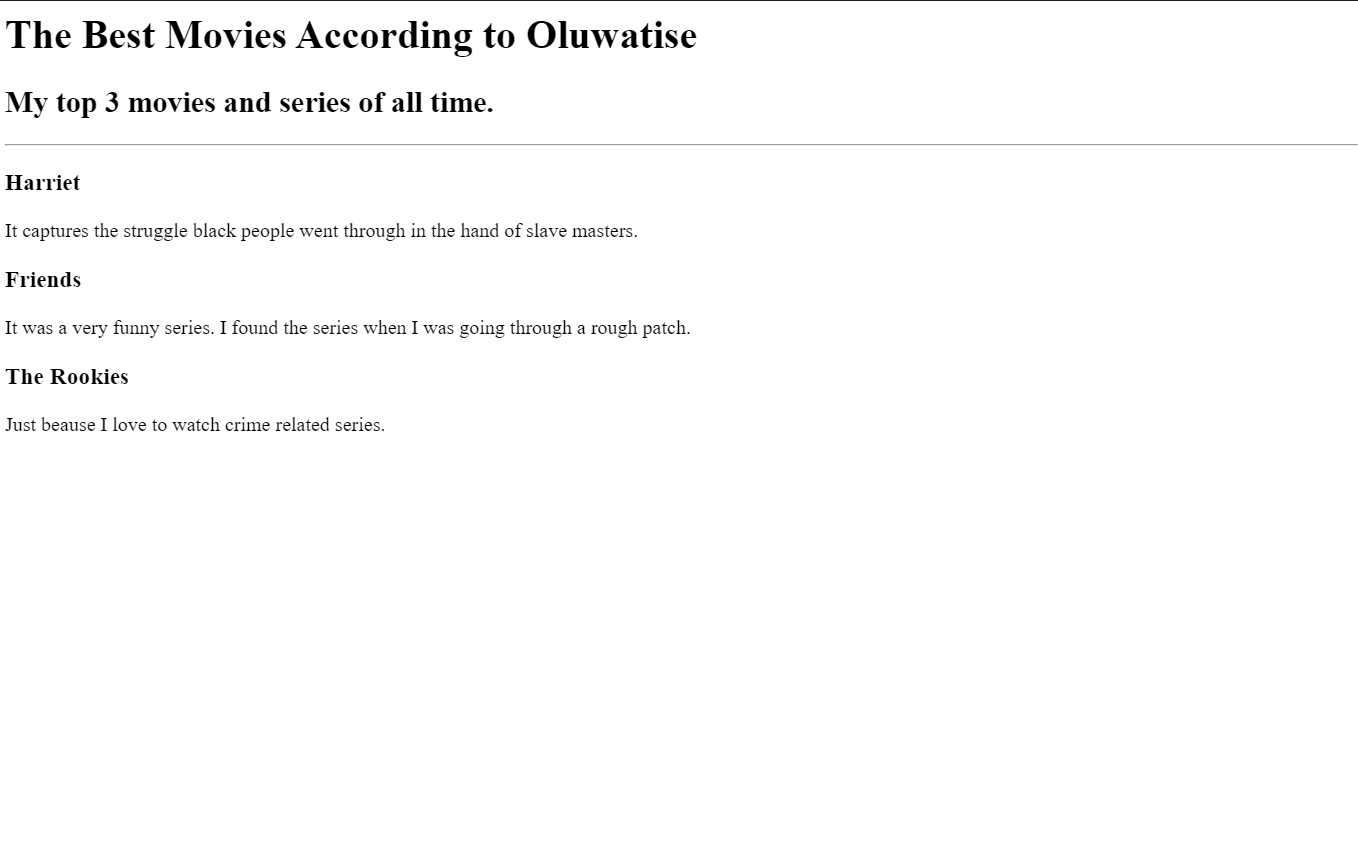 The Best Movies According to Oluwatise
My top 3 movies and series of all time.
Harriet
It captures the struggle black people went through in the hand of slave masters.
Friends
It was a very funny series. I found the series when I was going through a rough patch.
The Rookies
Just beause I love to watch crime related series.